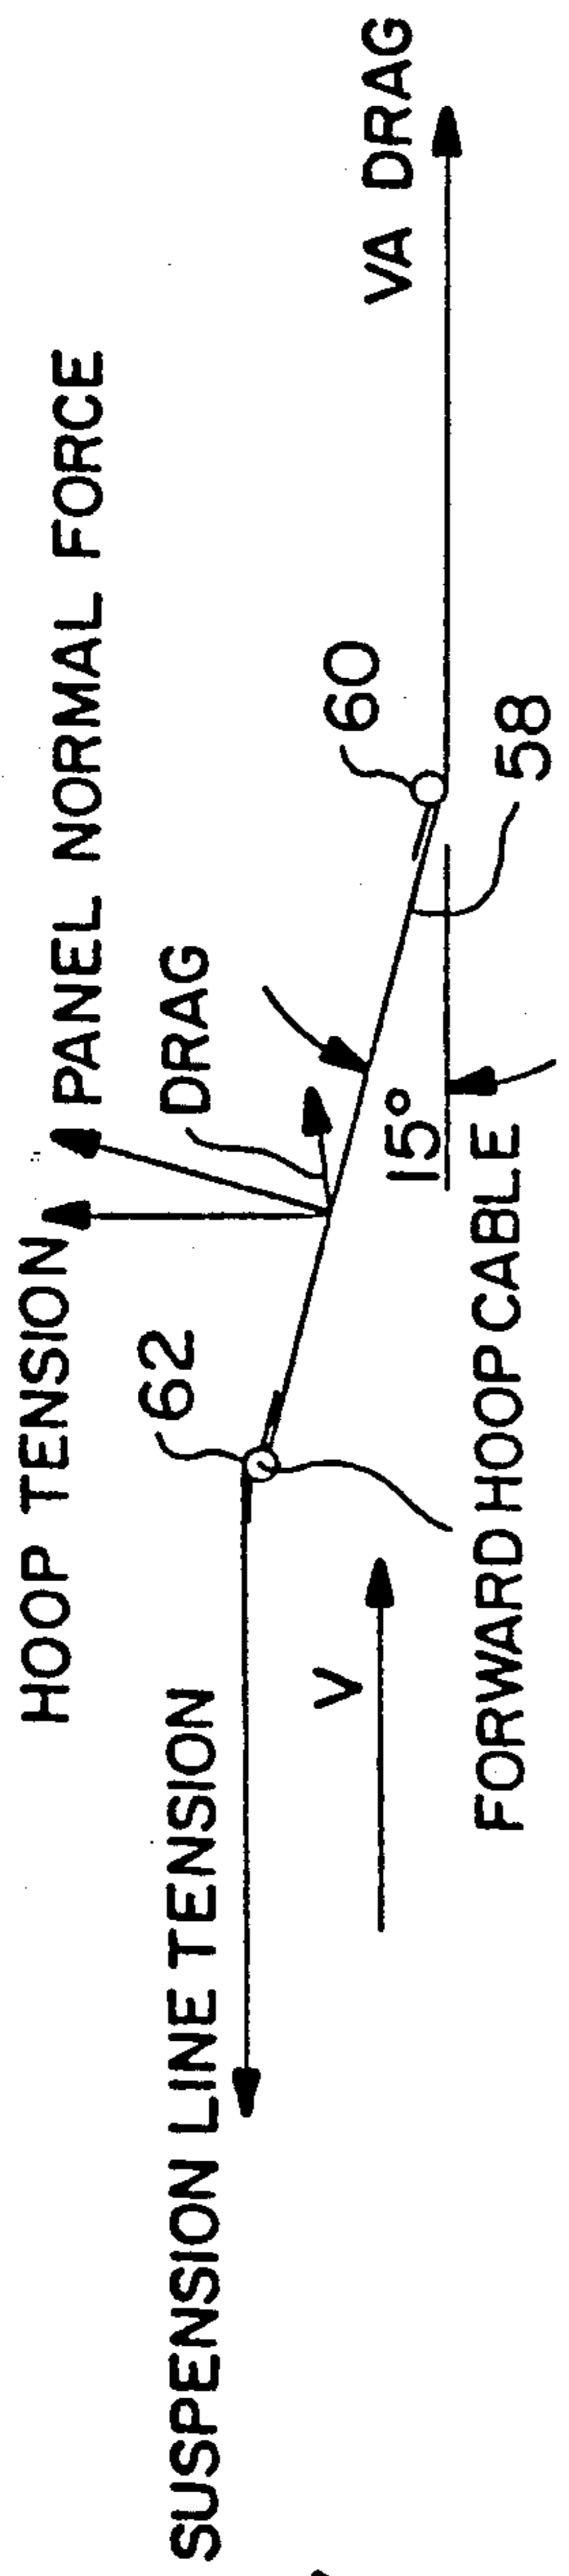 HOOP TENSION
PANEL NORMAL FORCE
SUSPENSION LINE TENSION
62
DRAG
60
VA DRAG
V
15°
58
FORWARD HOOP CABLE